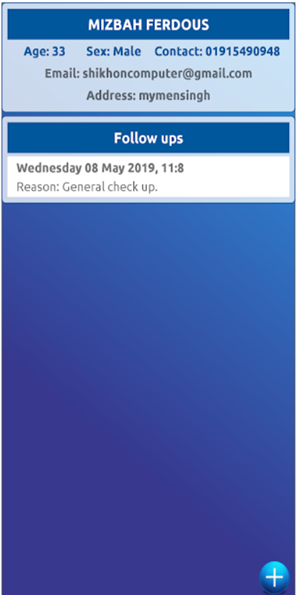 MIZBAH FERDOUS
Age: 33 Sex: Male Contact: 01915490948
Email: shikhoncomputer@gmail.com
Address: mymensingh
Follow ups
Wednesday 08 May 2019, 11:8
Reason: General check up.